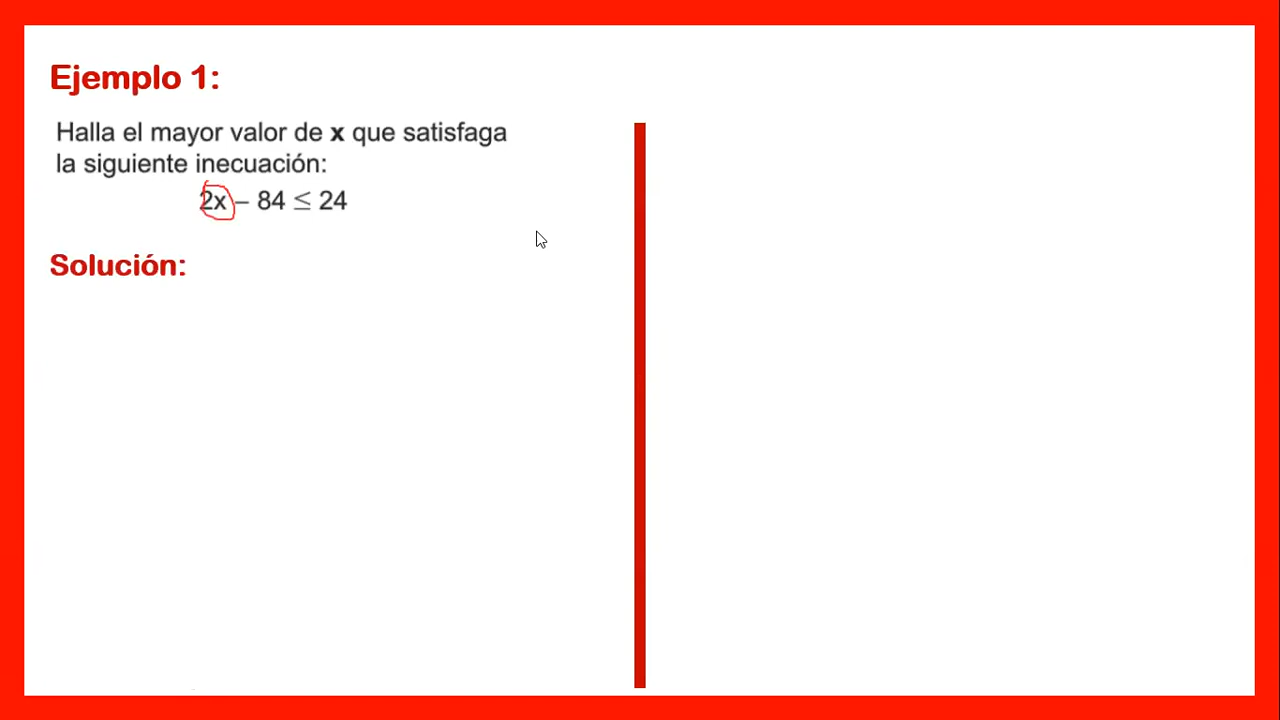 Ejemplo 1:
Halla el mayor valor de x que satisfaga
la siguiente inecuación:
2x – 84 ≤ 24
Solución: